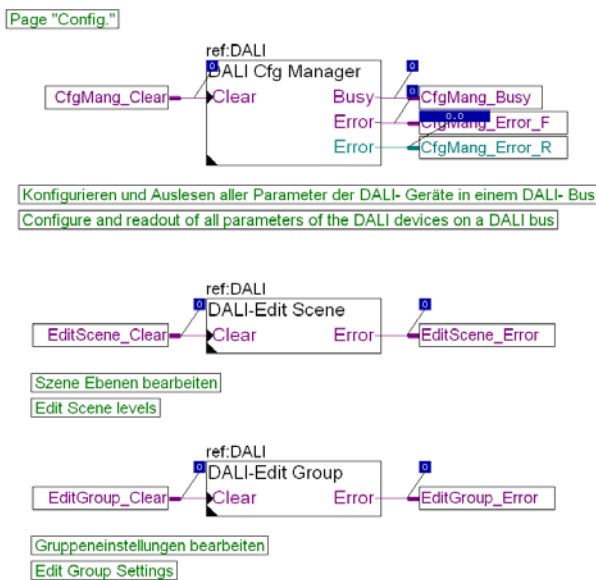 Page "Config."
ref:DALI
0
0
DALI Cfg Manager
CfgMang_Clear
Clear
Busy
0
CfgMang_Busy
Error
0.0
CfgMang_Error_F
Error
CfgMang_Error_R
Konfigurieren und Auslesen aller Parameter der DALI- Geräte in einem DALI- Bus
Configure and readout of all parameters of the DALI devices on a DALI bus
ref:DALI
0
0
DALI-Edit Scene
EditScene_Clear
Clear
Error
EditScene_Error
Szene Ebenen bearbeiten
Edit Scene levels
ref:DALI
0
0
DALI-Edit Group
EditGroup_Clear
Clear
Error
EditGroup_Error
Gruppeneinstellungen bearbeiten
Edit Group Settings